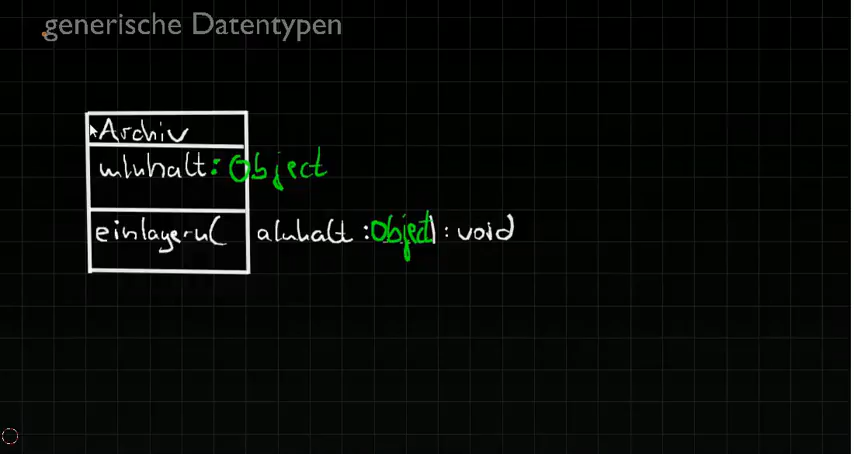 generische Datentypen
Archiv
mInhalt: Object
einlagern( aInhalt : Object) : void